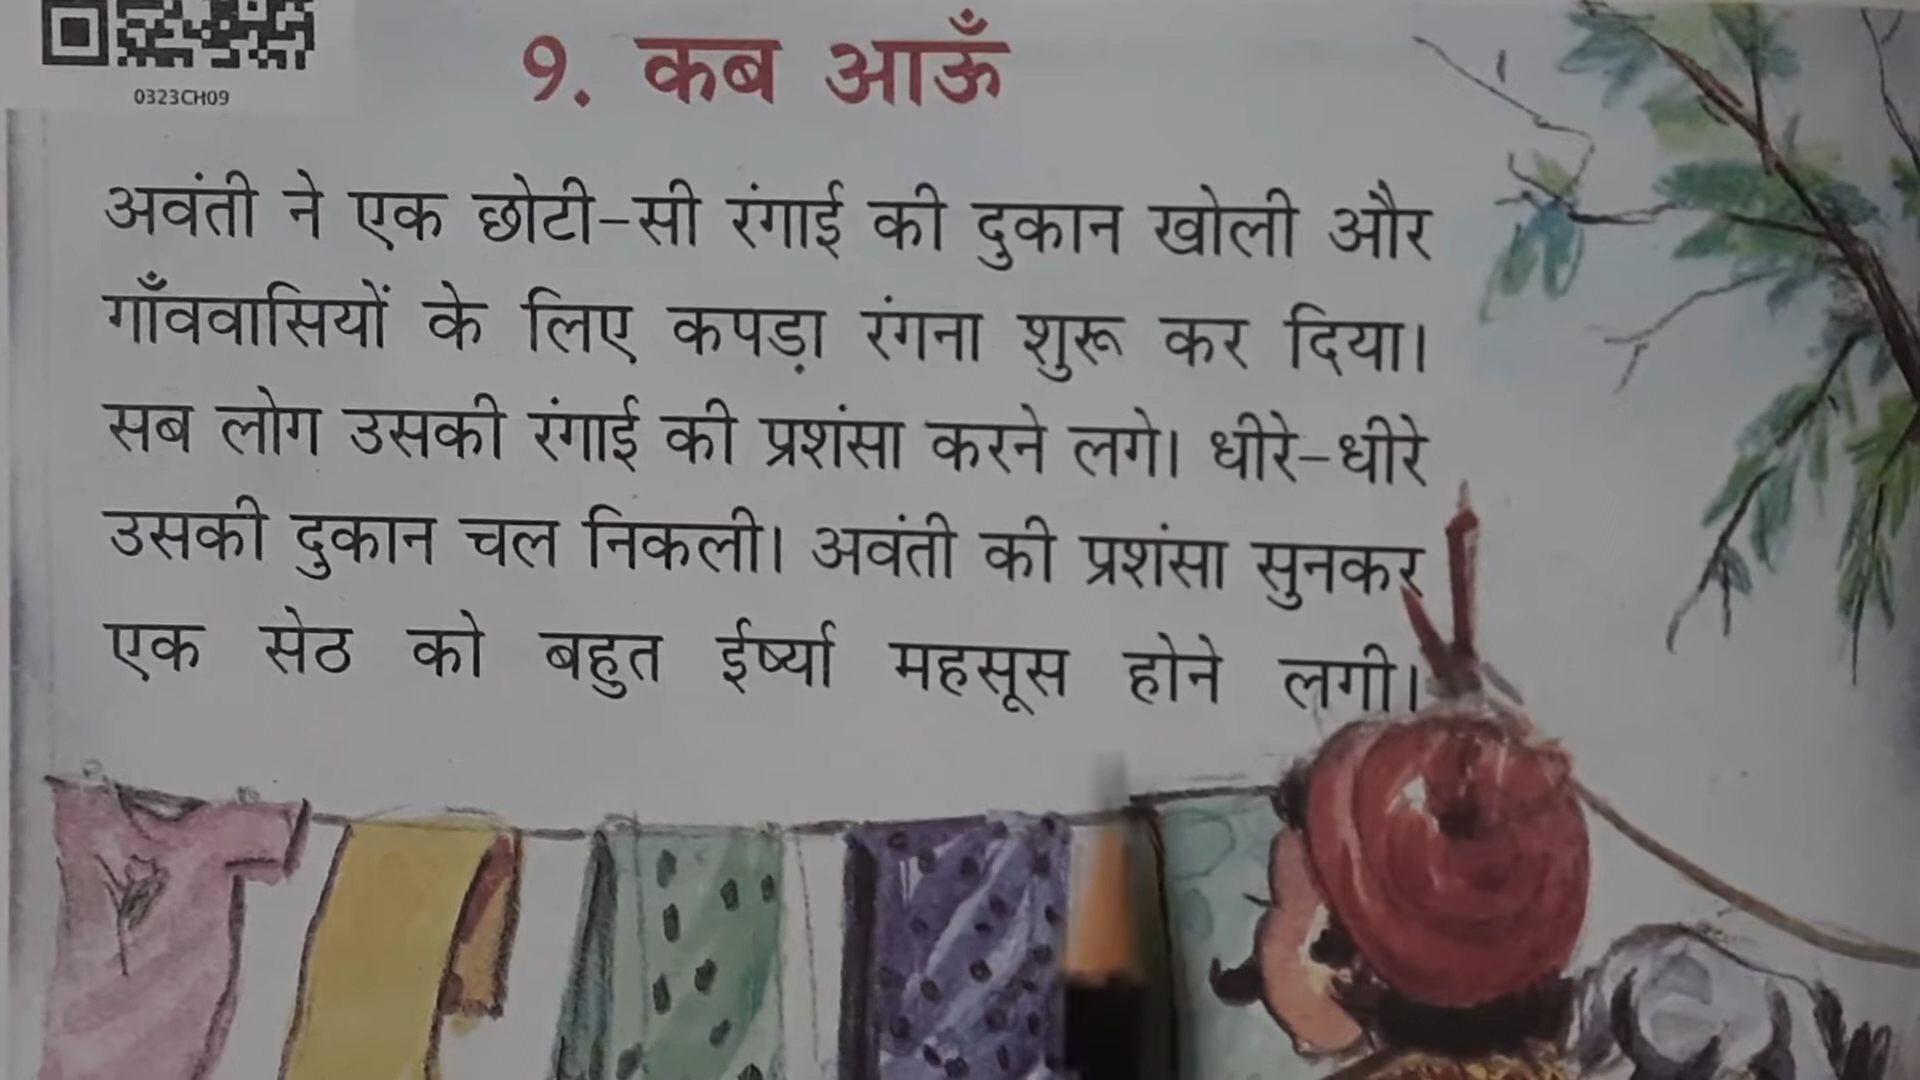 0323CH09
9. कब आऊँ
अवंती ने एक छोटी-सी रंगाई की दुकान खोली और
गाँववासियों के लिए कपड़ा रंगना शुरू कर दिया।
सब लोग उसकी रंगाई की प्रशंसा करने लगे। धीरे-धीरे
उसकी दुकान चल निकली। अवंती की प्रशंसा सुनकर
एक सेठ को बहुत ईर्ष्या महसूस होने लगी।